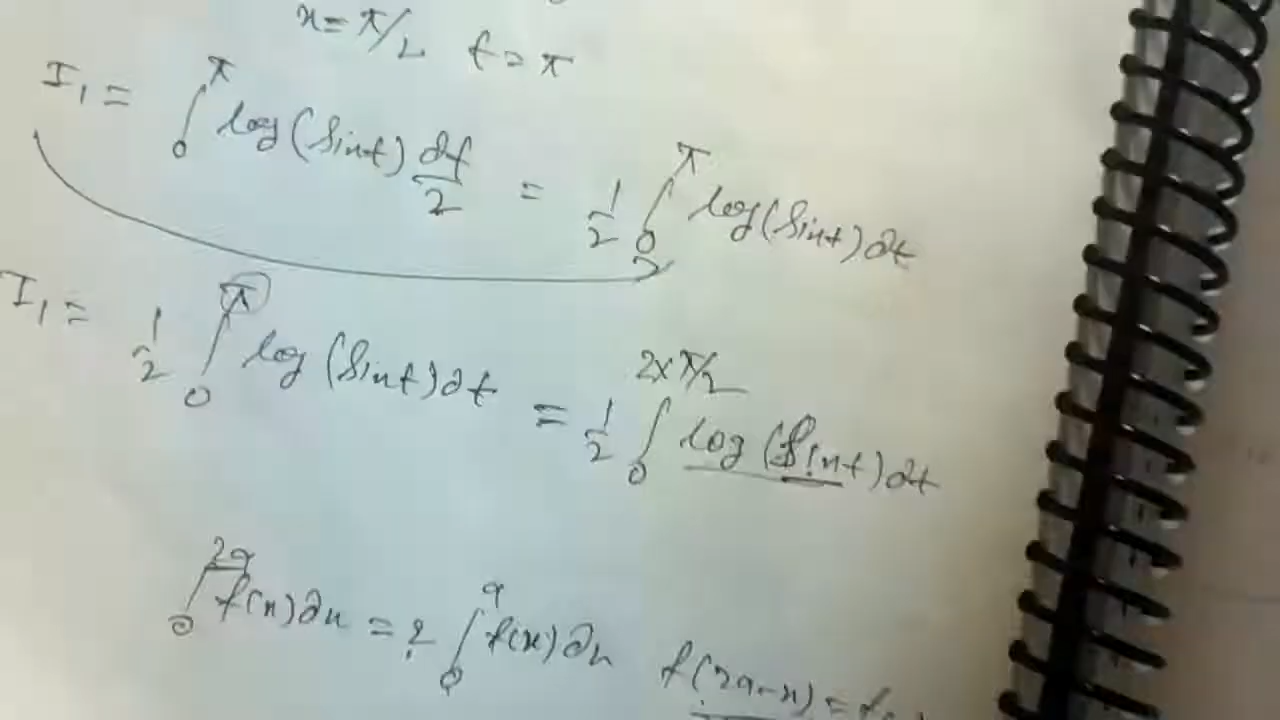 x = π/2 t = π
I₁ = ∫₀^π log(sint) dt/2 = 1/2 ∫₀^π log(sint) dt
I₁ = 1/2 ∫₀^π log(sint) dt = 1/2 ∫₀^(2×π/2) log(sint) dt
∫₀^2a f(x) dx = 2 ∫₀^a f(x) dx f(2a-x) =